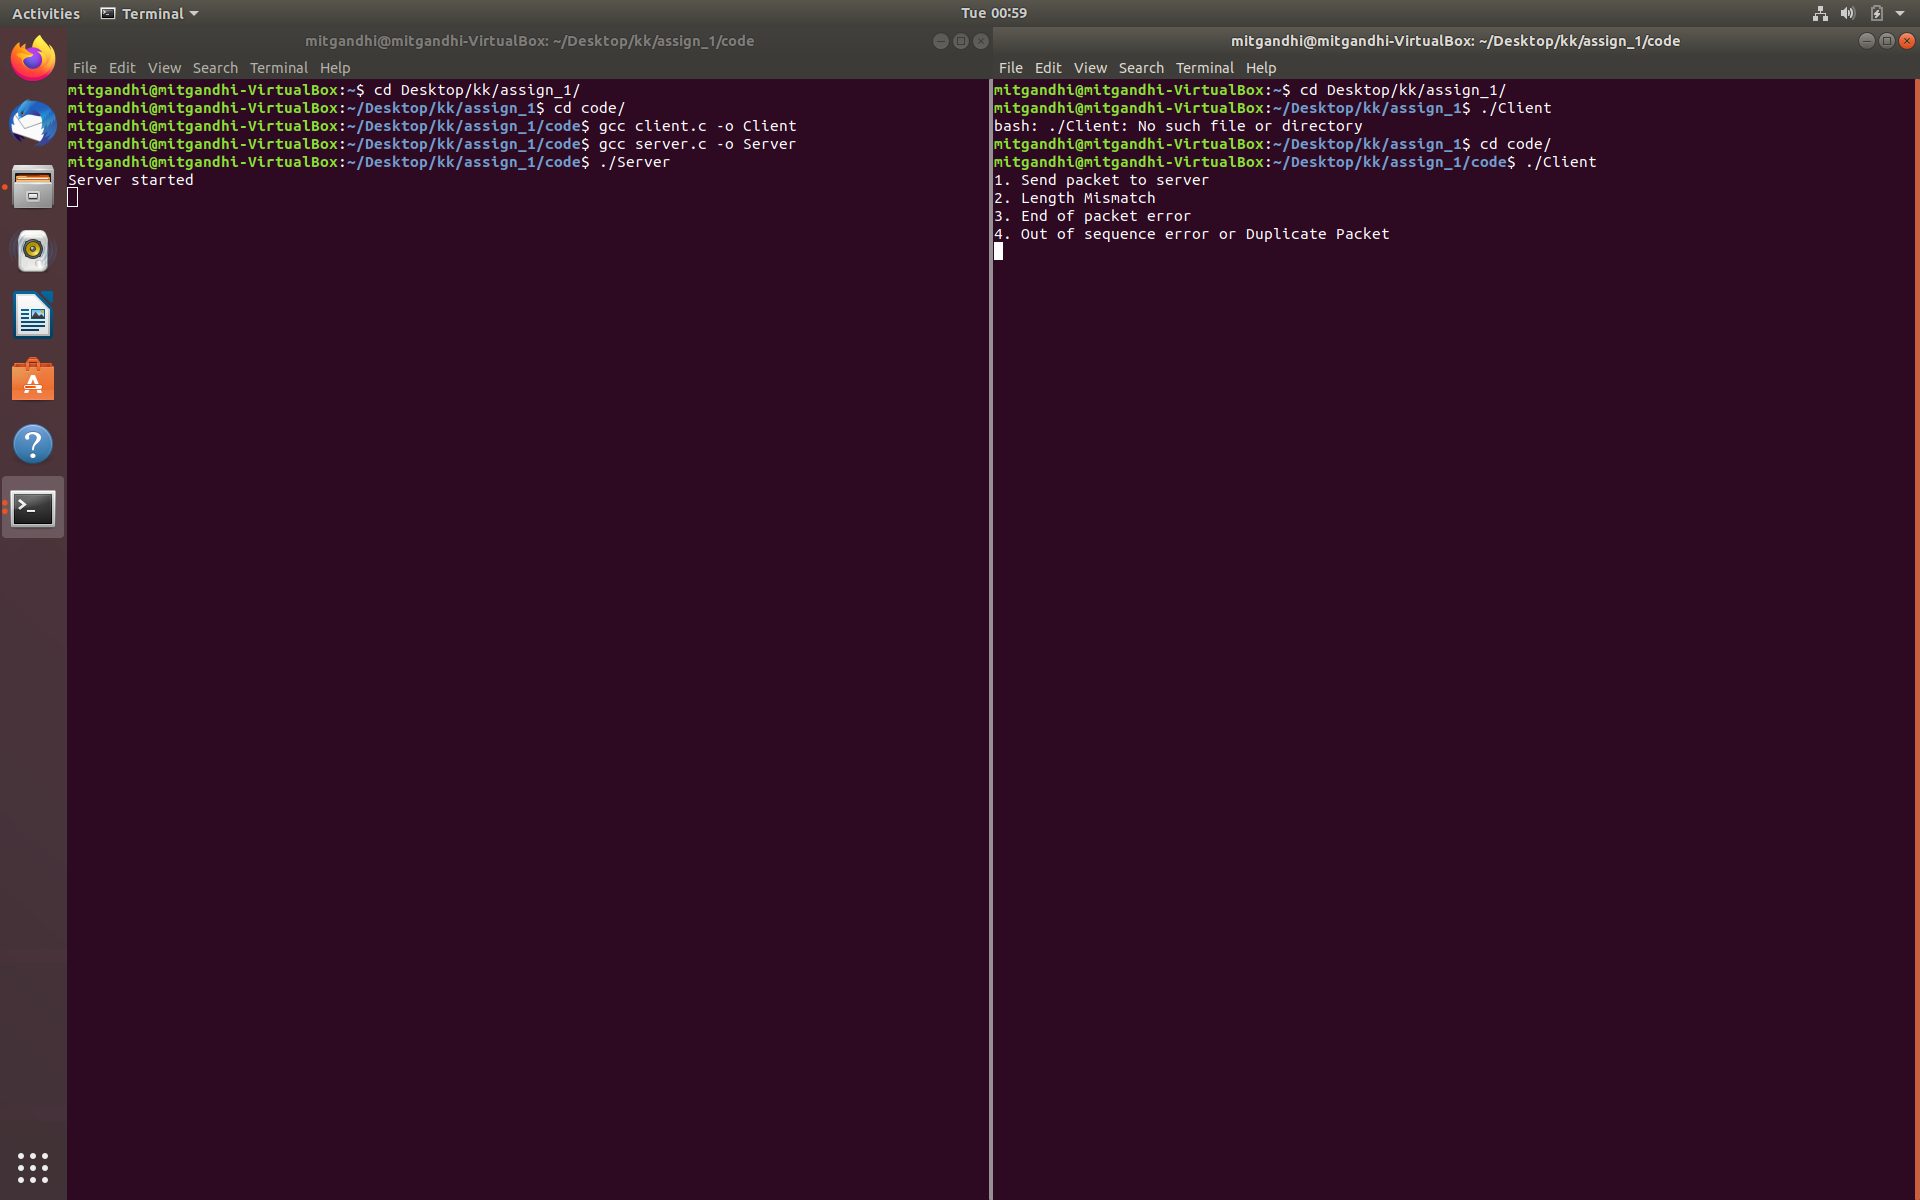 Activities Terminal Tue 00:59
mitgandhi@mitgandhi-VirtualBox: ~/Desktop/kk/assign_1/code
File Edit View Search Terminal Help
mitgandhi@mitgandhi-VirtualBox:~$ cd Desktop/kk/assign_1/
mitgandhi@mitgandhi-VirtualBox:~/Desktop/kk/assign_1$ cd code/
mitgandhi@mitgandhi-VirtualBox:~/Desktop/kk/assign_1/code$ gcc client.c -o Client
mitgandhi@mitgandhi-VirtualBox:~/Desktop/kk/assign_1/code$ gcc server.c -o Server
mitgandhi@mitgandhi-VirtualBox:~/Desktop/kk/assign_1/code$ ./Server
Server started
mitgandhi@mitgandhi-VirtualBox: ~/Desktop/kk/assign_1/code
File Edit View Search Terminal Help
mitgandhi@mitgandhi-VirtualBox:~$ cd Desktop/kk/assign_1/
mitgandhi@mitgandhi-VirtualBox:~/Desktop/kk/assign_1$ ./Client
bash: ./Client: No such file or directory
mitgandhi@mitgandhi-VirtualBox:~/Desktop/kk/assign_1$ cd code/
mitgandhi@mitgandhi-VirtualBox:~/Desktop/kk/assign_1/code$ ./Client
1. Send packet to server
2. Length Mismatch
3. End of packet error
4. Out of sequence error or Duplicate Packet